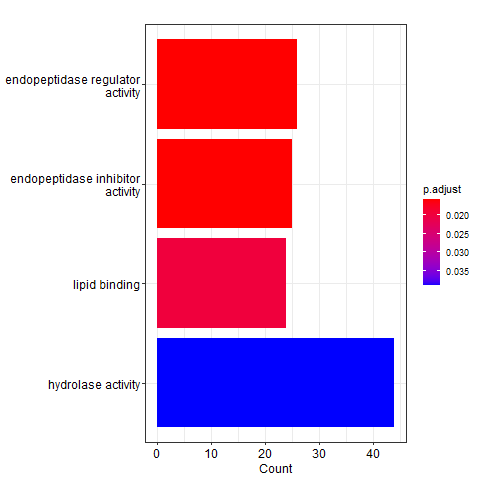 endopeptidase regulator
activity
endopeptidase inhibitor
activity
lipid binding
hydrolase activity
0 10 20 30 40
Count
p.adjust
0.020
0.025
0.030
0.035